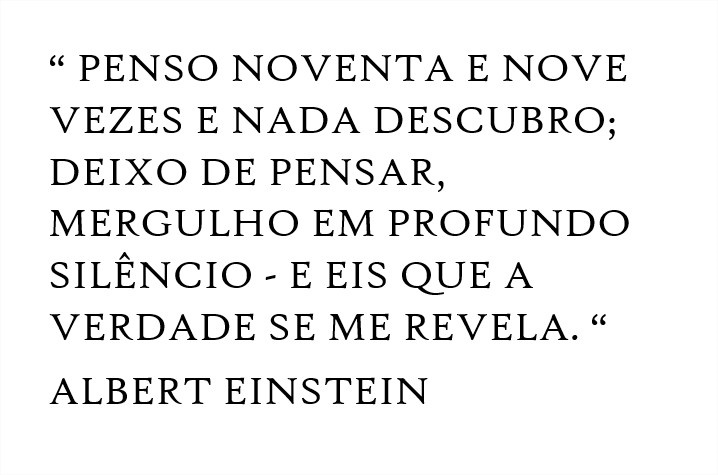 “ PENSO NOVENTA E NOVE
VEZES E NADA DESCUBRO;
DEIXO DE PENSAR,
MERGULHO EM PROFUNDO
SILÊNCIO - E EIS QUE A
VERDADE SE ME REVELA. “
ALBERT EINSTEIN